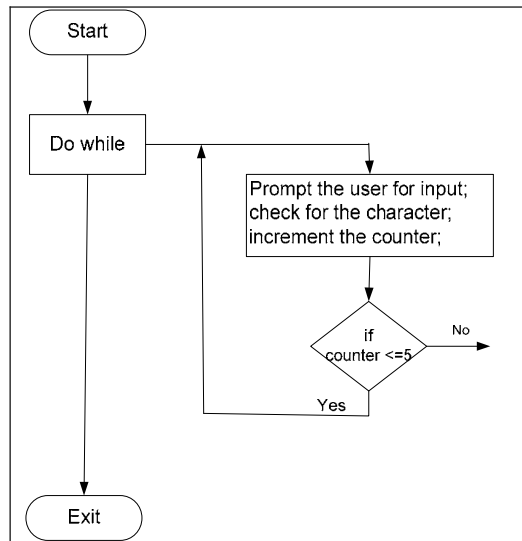 Start
Do while
Prompt the user for input;
check for the character;
increment the counter;
if
counter <=5
No
Yes
Exit